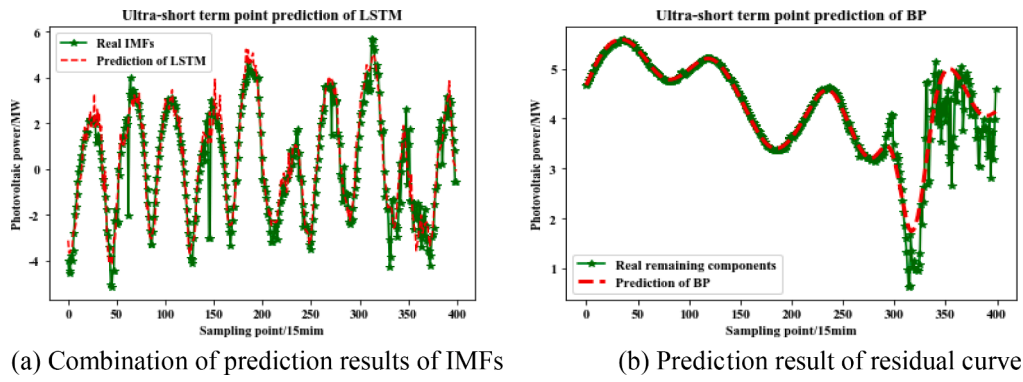 Ultra-short term point prediction of LSTM
Real IMFs
Prediction of LSTM
Photovoltaic power/MW
6
4
2
0
-2
-4
0 50 100 150 200 250 300 350 400
Sampling point/15mim
(a) Combination of prediction results of IMFs
Ultra-short term point prediction of BP
Photovoltaic power/MW
5
4
3
2
1
Real remaining components
Prediction of BP
0 50 100 150 200 250 300 350 400
Sampling point/15mim
(b) Prediction result of residual curve